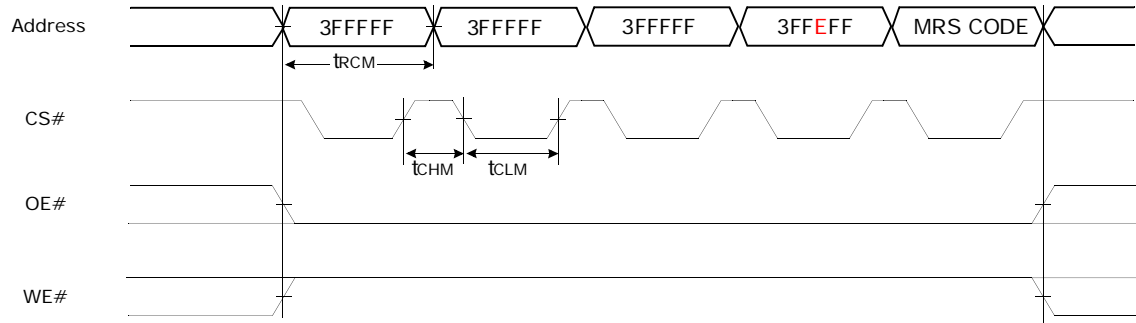 Address 3FFFFF 3FFFFF 3FFFFF 3FFEFF MRS CODE
tRCM
CS#
tCHM tCLM
OE#
WE#